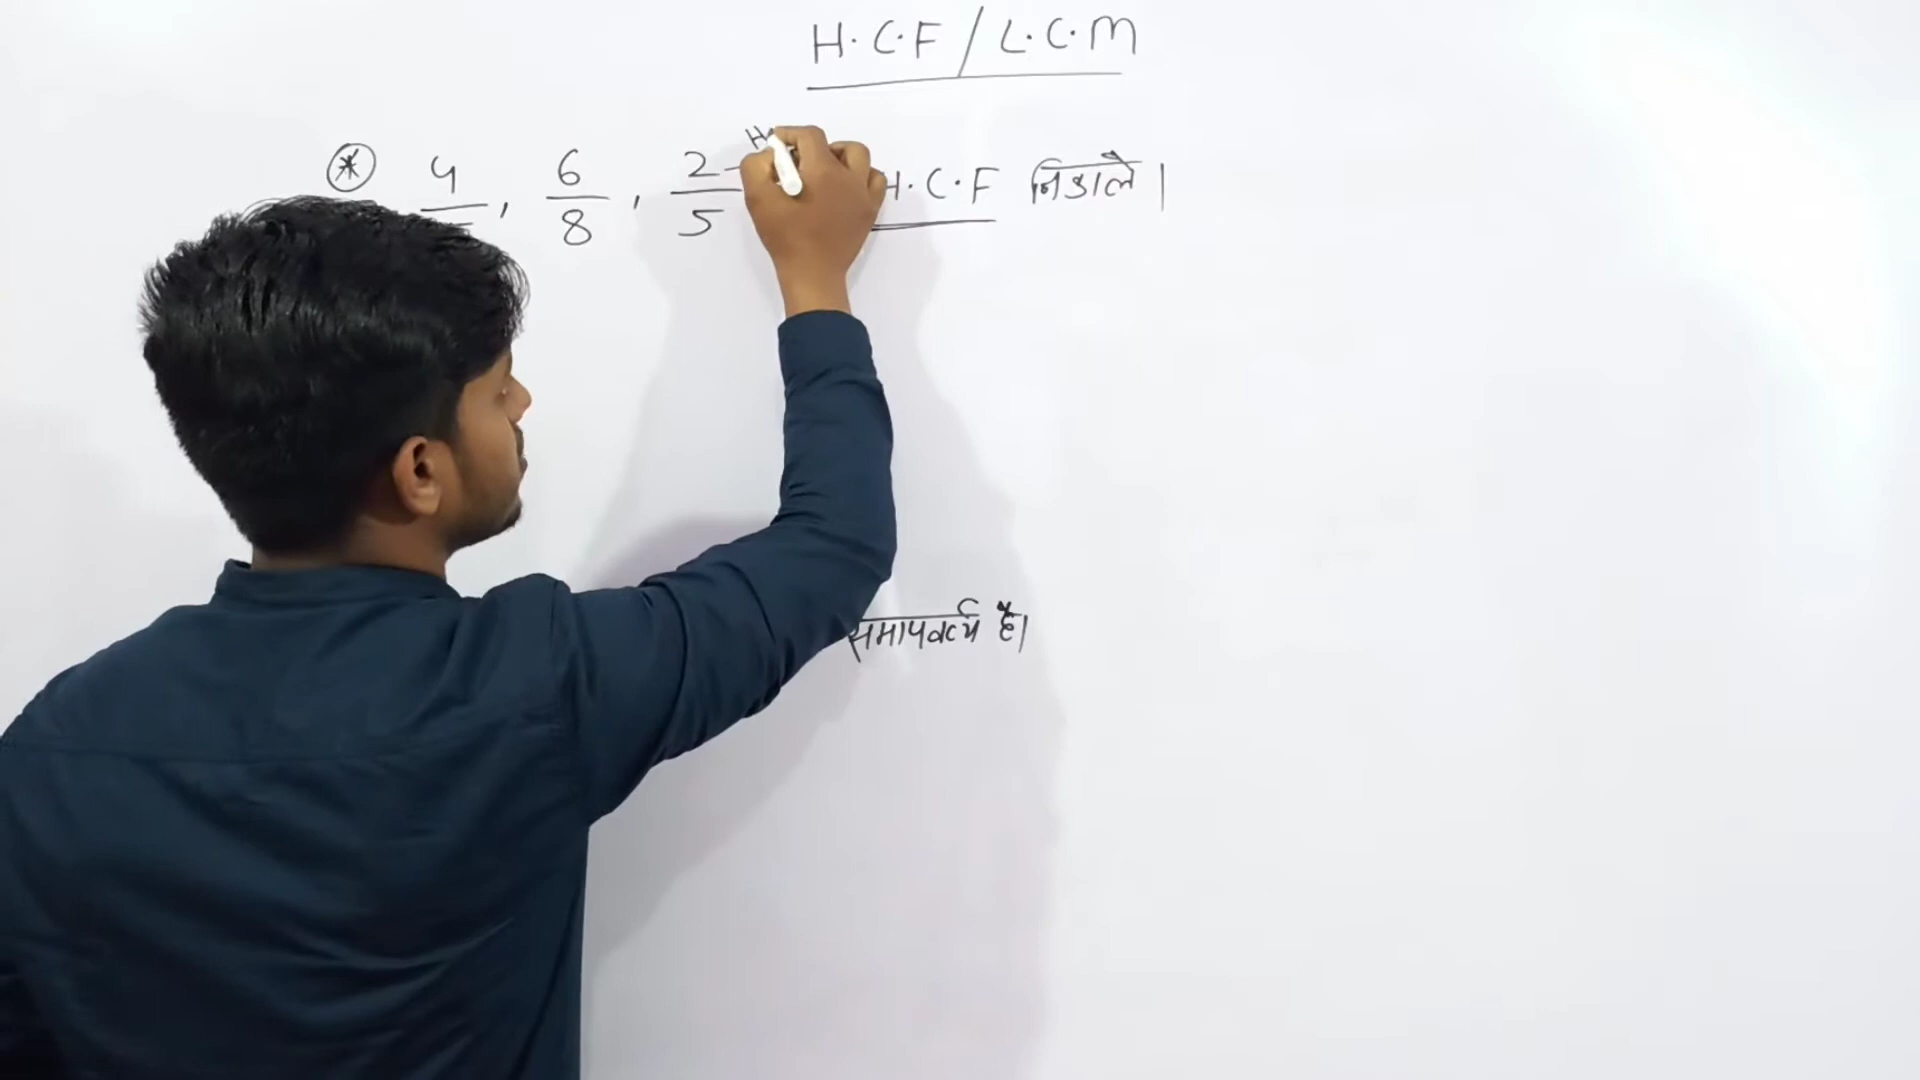 H.C.F / L.C.M
* 4, 6/8, 2/5 H.C.F निकाले।
समापवर्त्य है।